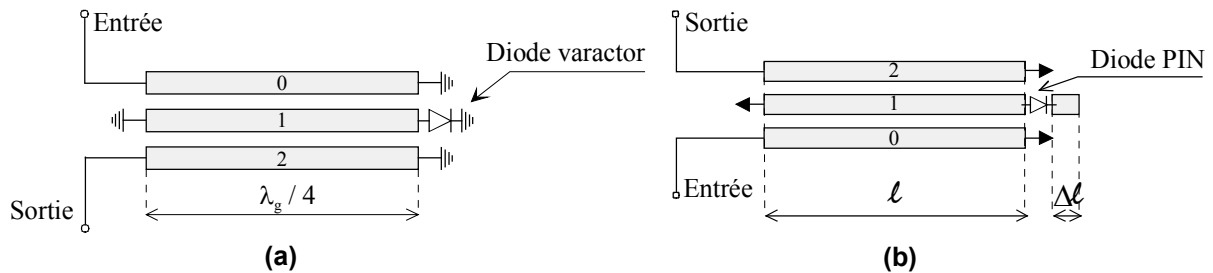 Entrée
Diode varactor
0
1
2
λg / 4
Sortie
(a)
Sortie
Diode PIN
2
1
0
Entrée
ℓ
Δℓ
(b)